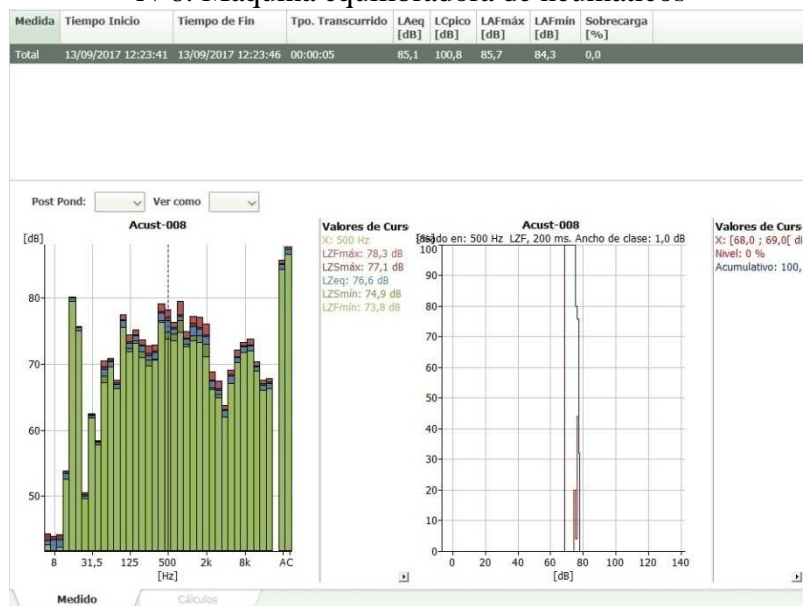 Nº8. Máquina equilibradora de neumáticos
Medida Tiempo Inicio Tiempo de Fin Tpo. Transcurrido LAeq [dB] LCpico [dB] LAFmáx [dB] LAFmín [dB] Sobrecarga [%]
Total 13/09/2017 12:23:41 13/09/2017 12:23:46 00:00:05 85,1 100,8 85,7 84,3 0,0
Post Pond: Ver como
Acust-008
[dB]
80
70
60
50
8 31,5 125 500 2k 8k AC
[Hz]
Valores de Curs
X: 500 Hz
LZFmáx: 78,3 dB
LZSmáx: 77,1 dB
LZeq: 76,6 dB
LZSmín: 74,9 dB
LZFmín: 73,8 dB
Acust-008
en: 500 Hz LZF, 200 ms. Ancho de clase: 1,0 dB
100
90
80
70
60
50
40
30
20
10
0
0 20 40 60 80 100 120 140
[dB]
Valores de Curs
X: [68,0 ; 69,0[ d
Nivel: 0 %
Acumulativo: 100,
Medido Cálculos